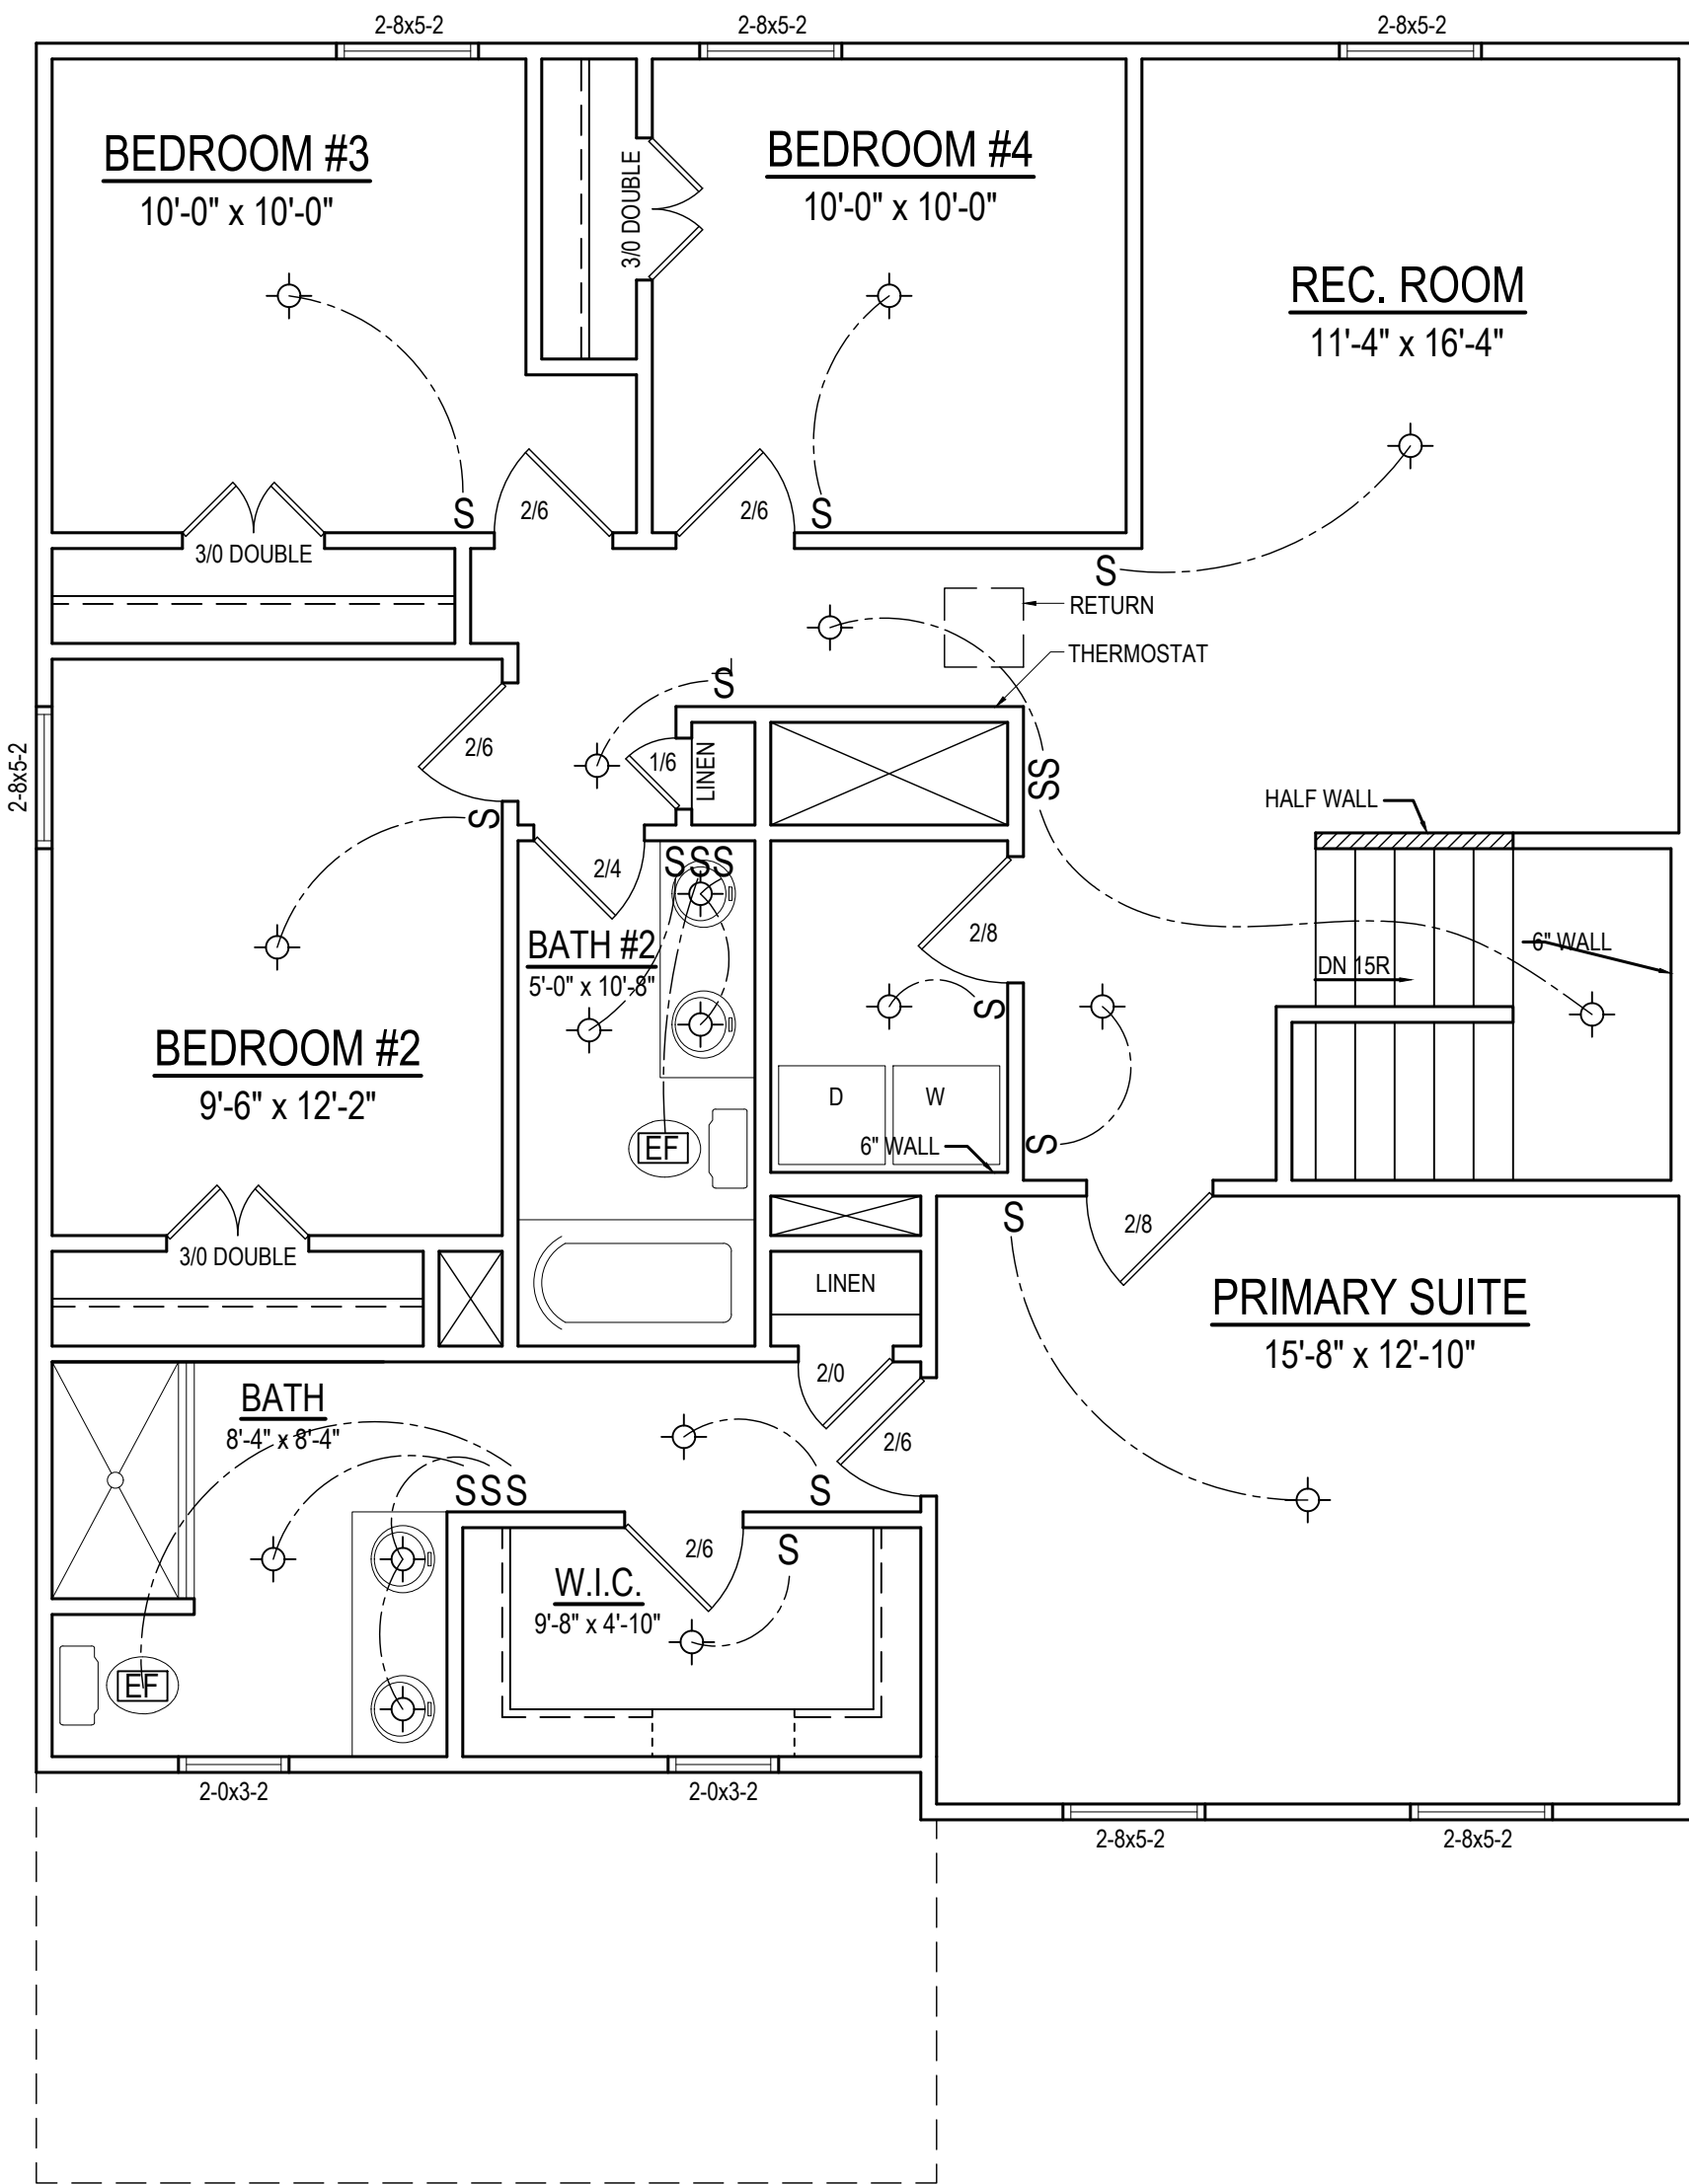 2-8x5-2
2-8x5-2
2-8x5-2
BEDROOM #3
10'-0" x 10'-0"
3/0 DOUBLE
BEDROOM #4
10'-0" x 10'-0"
REC. ROOM
11'-4" x 16'-4"
S
2/6
2/6
S
3/0 DOUBLE
S
RETURN
THERMOSTAT
S
2-8x5-2
2/6
1/6
LINEN
SS
HALF WALL
S
2/4
SSS
BATH #2
5'-0" x 10'-8"
2/8
6" WALL
DN 15R
S
BEDROOM #2
9'-6" x 12'-2"
D
W
EF
6" WALL
S
S
2/8
3/0 DOUBLE
LINEN
PRIMARY SUITE
15'-8" x 12'-10"
2/0
BATH
8'-4" x 8'-4"
2/6
SSS
S
2/6
S
W.I.C.
9'-8" x 4'-10"
EF
2-0x3-2
2-0x3-2
2-8x5-2
2-8x5-2